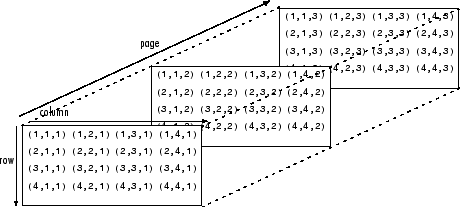 (1,1,3) (1,2,3) (1,3,3) (1,4,3)
(2,1,3) (2,2,3) (2,3,3) (2,4,3)
(3,1,3) (3,2,3) (3,3,3) (3,4,3)
(4,2,3) (4,3,3) (4,4,3)
page
(1,1,2) (1,2,2) (1,3,2) (1,4,2)
(2,1,2) (2,2,2) (2,3,2) (2,4,2)
(3,1,2) (3,2,2) (3,3,2) (3,4,2)
(4,2,2) (4,3,2) (4,4,2)
column
(1,1,1) (1,2,1) (1,3,1) (1,4,1)
(2,1,1) (2,2,1) (2,3,1) (2,4,1)
row
(3,1,1) (3,2,1) (3,3,1) (3,4,1)
(4,1,1) (4,2,1) (4,3,1) (4,4,1)